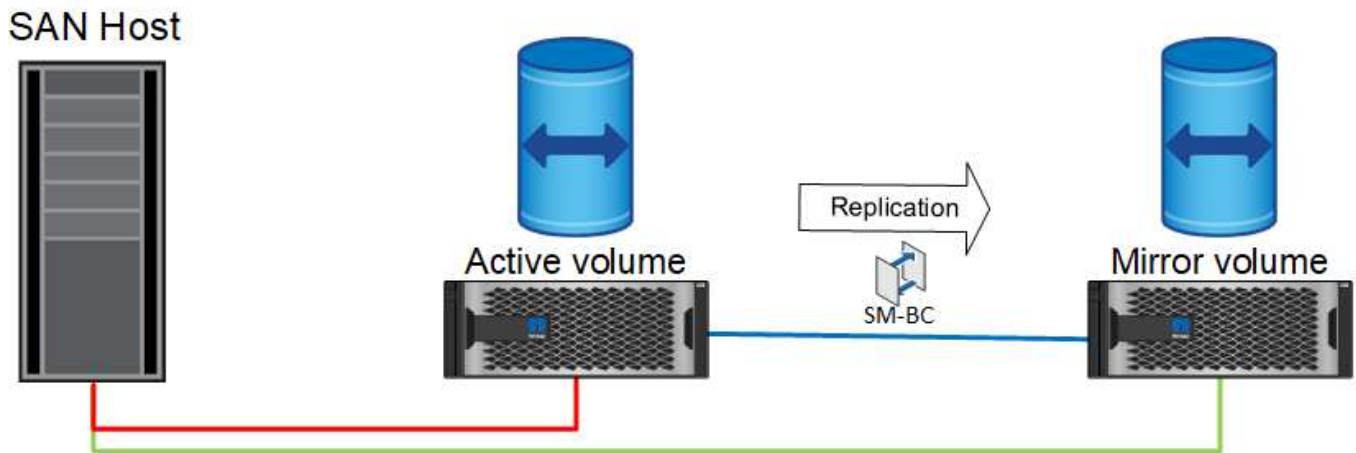 SAN Host
Replication
Active volume
Mirror volume
SM-BC